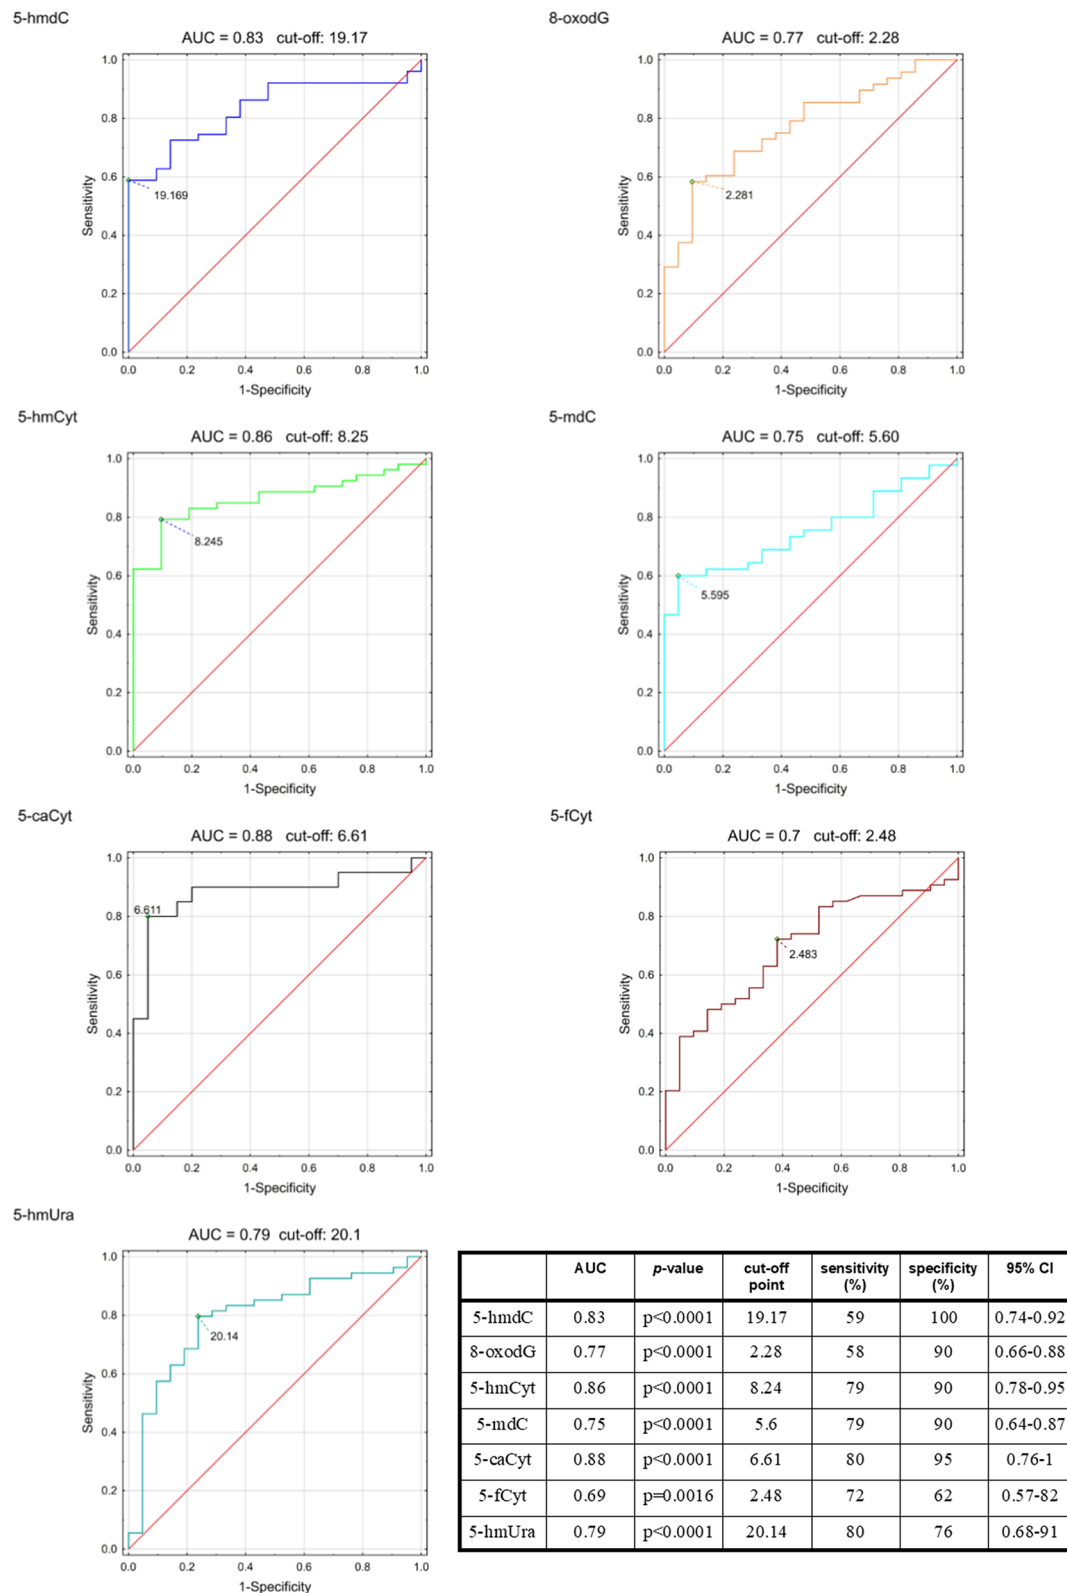 5-hmdC
AUC = 0.83 cut-off: 19.17
1.0
0.8
0.6
0.4
0.2
0.0
Sensitivity
19.169
0.0 0.2 0.4 0.6 0.8 1.0
1-Specificity
8-oxodG
AUC = 0.77 cut-off: 2.28
1.0
0.8
0.6
0.4
0.2
0.0
Sensitivity
2.281
0.0 0.2 0.4 0.6 0.8 1.0
1-Specificity
5-hmCyt
AUC = 0.86 cut-off: 8.25
1.0
0.8
0.6
0.4
0.2
0.0
Sensitivity
8.245
0.0 0.2 0.4 0.6 0.8 1.0
1-Specificity
5-mdC
AUC = 0.75 cut-off: 5.60
1.0
0.8
0.6
0.4
0.2
0.0
Sensitivity
5.595
0.0 0.2 0.4 0.6 0.8 1.0
1-Specificity
5-caCyt
AUC = 0.88 cut-off: 6.61
1.0
0.8
0.6
0.4
0.2
0.0
Sensitivity
6.611
0.0 0.2 0.4 0.6 0.8 1.0
1-Specificity
5-fCyt
AUC = 0.7 cut-off: 2.48
1.0
0.8
0.6
0.4
0.2
0.0
Sensitivity
2.483
0.0 0.2 0.4 0.6 0.8 1.0
1-Specificity
5-hmUra
AUC = 0.79 cut-off: 20.1
1.0
0.8
0.6
0.4
0.2
0.0
Sensitivity
20.14
0.0 0.2 0.4 0.6 0.8 1.0
1-Specificity
AUC p-value cut-off point sensitivity (%) specificity (%) 95% CI
5-hmdC 0.83 p<0.0001 19.17 59 100 0.74-0.92
8-oxodG 0.77 p<0.0001 2.28 58 90 0.66-0.88
5-hmCyt 0.86 p<0.0001 8.24 79 90 0.78-0.95
5-mdC 0.75 p<0.0001 5.6 79 90 0.64-0.87
5-caCyt 0.88 p<0.0001 6.61 80 95 0.76-1
5-fCyt 0.69 p=0.0016 2.48 72 62 0.57-82
5-hmUra 0.79 p<0.0001 20.14 80 76 0.68-91